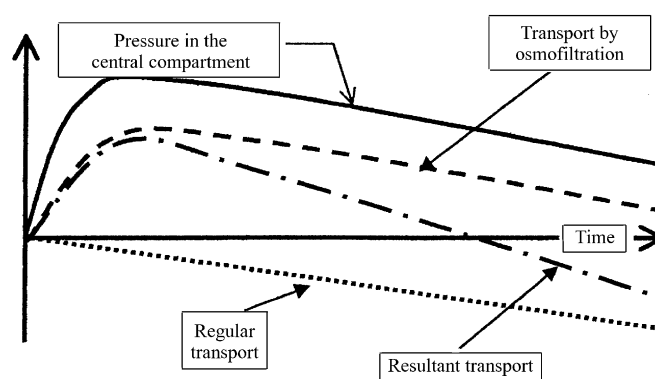 Pressure in the
central compartment
Transport by
osmofiltration
Time
Regular
transport
Resultant transport